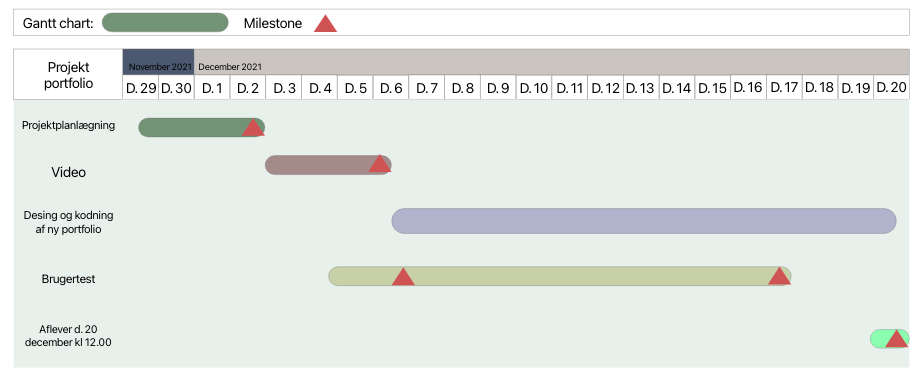 Gantt chart: Milestone
Projekt
portfolio
November 2021 December 2021
D. 29 D. 30 D. 1 D. 2 D. 3 D. 4 D. 5 D. 6 D. 7 D. 8 D. 9 D. 10 D. 11 D. 12 D. 13 D. 14 D. 15 D. 16 D. 17 D. 18 D. 19 D. 20
Projektplanlægning
Video
Desing og kodning
af ny portfolio
Brugertest
Aflever d. 20
december kl 12.00